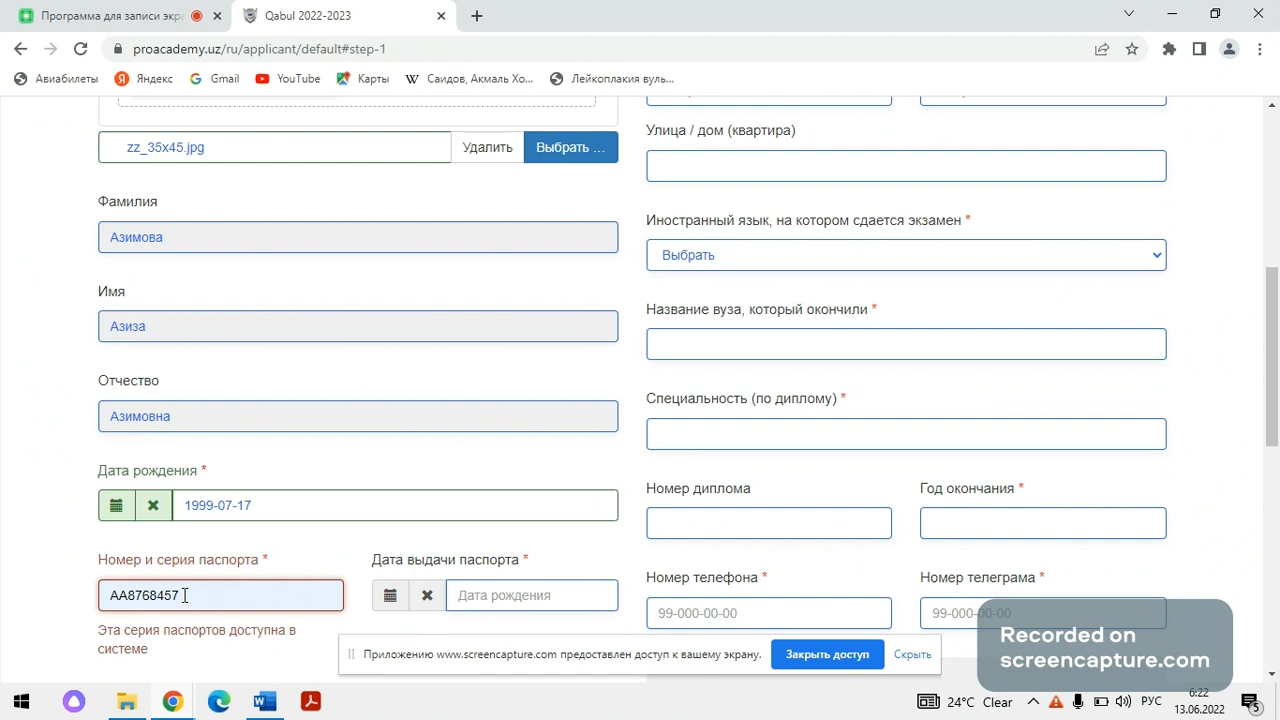 Программа для записи экра
Qabul 2022-2023
proacademy.uz/ru/applicant/default#step-1
Авиабилеты
Яндекс
Gmail
YouTube
Карты
Саидов, Акмаль Хо...
Лейкоплакия вуль...
zz_35x45.jpg
Удалить
Выбрать ...
Фамилия
Азимова
Имя
Азиза
Отчество
Азимовна
Дата рождения *
1999-07-17
Номер и серия паспорта *
AA8768457
Эта серия паспортов доступна в
системе
Дата выдачи паспорта *
Дата рождения
Улица / дом (квартира)
Иностранный язык, на котором сдается экзамен *
Выбрать
Название вуза, который окончили *
Специальность (по диплому) *
Номер диплома
Год окончания *
Номер телефона *
99-000-00-00
Номер телеграма *
99-000-00-00
Приложению www.screencapture.com предоставлен доступ к вашему экрану.
Закрыть доступ
Скрыть
Recorded on
screencapture.com
24°C Clear
РУС
6:22
13.06.2022
5